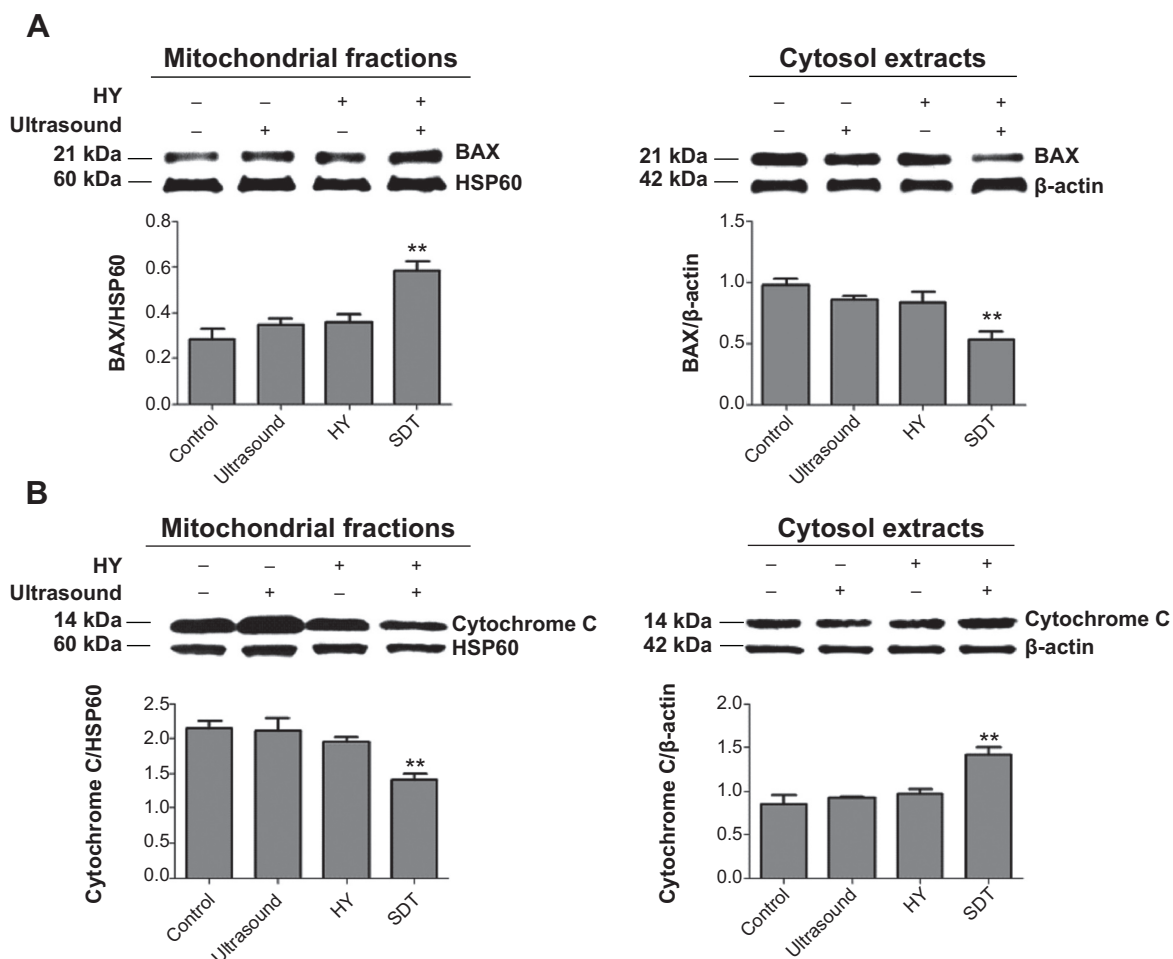 A
Mitochondrial fractions
HY – – + +
Ultrasound – + – +
21 kDa BAX
60 kDa HSP60
BAX/HSP60
0.8
0.6
0.4
0.2
0.0
Control
Ultrasound
HY
SDT
**
Cytosol extracts
– – + +
– + – +
21 kDa BAX
42 kDa β-actin
BAX/β-actin
1.5
1.0
0.5
0.0
Control
Ultrasound
HY
SDT
**
B
Mitochondrial fractions
HY – – + +
Ultrasound – + – +
14 kDa Cytochrome C
60 kDa HSP60
Cytochrome C/HSP60
2.5
2.0
1.5
1.0
0.5
0.0
Control
Ultrasound
HY
SDT
**
Cytosol extracts
– – + +
– + – +
14 kDa Cytochrome C
42 kDa β-actin
Cytochrome C/β-actin
2.0
1.5
1.0
0.5
0.0
Control
Ultrasound
HY
SDT
**